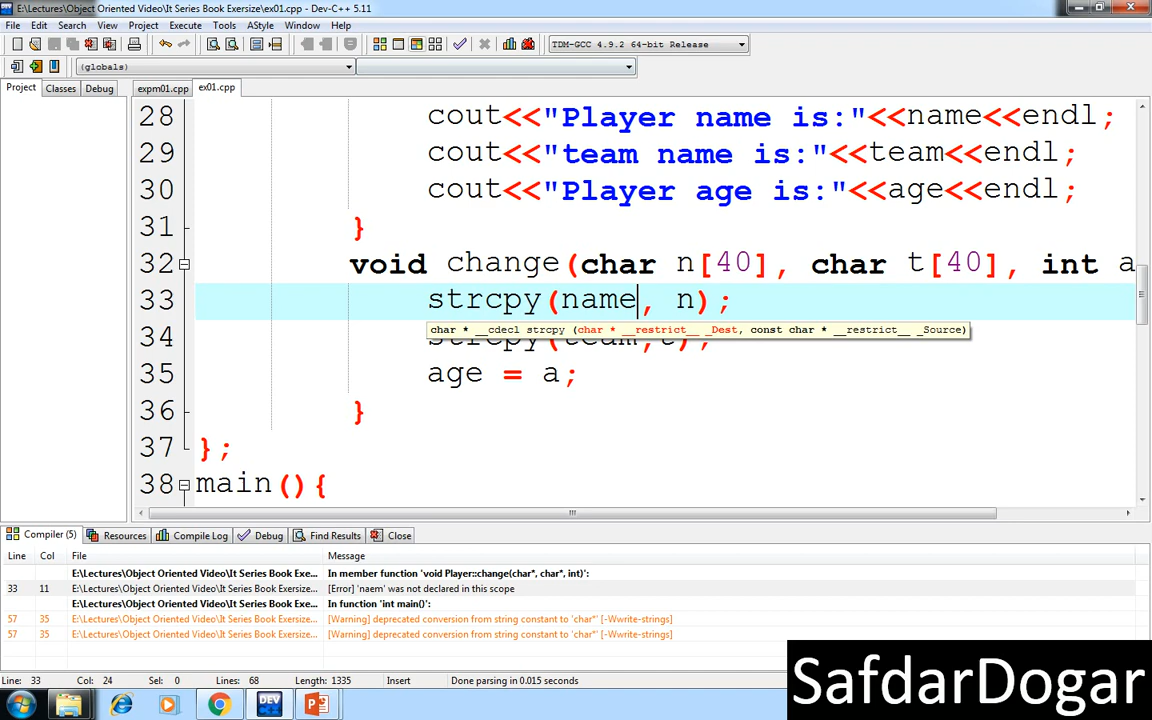 E:\Lectures\Object Oriented Video\It Series Book Exersize\ex01.cpp - Dev-C++ 5.11
File Edit Search View Project Execute Tools AStyle Window Help
TDM-GCC 4.9.2 64-bit Release
(globals)
Project Classes Debug expm01.cpp ex01.cpp
28 cout<<"Player name is:"<<name<<endl;
29 cout<<"team name is:"<<team<<endl;
30 cout<<"Player age is:"<<age<<endl;
31 }
32 void change(char n[40], char t[40], int a
33 strcpy(name, n);
char * __cdecl strcpy (char * __restrict__ _Dest, const char * __restrict__ _Source)
34 strcpy(team,t);
35 age = a;
36 }
37 };
38 main(){
Compiler (5) Resources Compile Log Debug Find Results Close
Line Col File Message
E:\Lectures\Object Oriented Video\It Series Book Exe... In member function 'void Player::change(char*, char*, int)':
33 11 E:\Lectures\Object Oriented Video\It Series Book Exersize... [Error] 'naem' was not declared in this scope
E:\Lectures\Object Oriented Video\It Series Book Exe... In function 'int main()':
57 35 E:\Lectures\Object Oriented Video\It Series Book Exersize... [Warning] deprecated conversion from string constant to 'char*' [-Wwrite-strings]
57 35 E:\Lectures\Object Oriented Video\It Series Book Exersize... [Warning] deprecated conversion from string constant to 'char*' [-Wwrite-strings]
Line: 33 Col: 24 Sel: 0 Lines: 68 Length: 1335 Insert Done parsing in 0.015 seconds
DEV
SafdarDogar